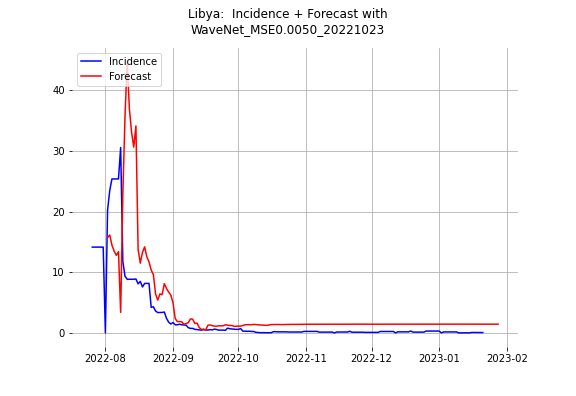 Libya:  Incidence + Forecast with
WaveNet_MSE0.0050_20221023
Incidence
Forecast
40
30
20
10
0
2022-08 2022-09 2022-10 2022-11 2022-12 2023-01 2023-02